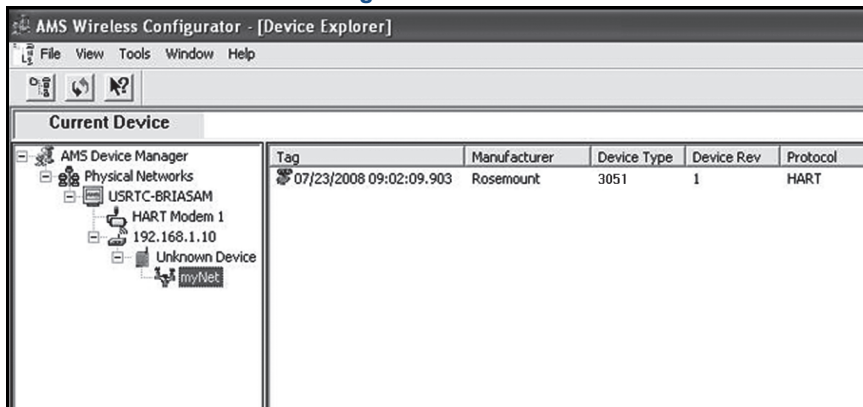 AMS Wireless Configurator - [Device Explorer]
File View Tools Window Help
Current Device
AMS Device Manager
Physical Networks
USRTC-BRIASAM
HART Modem 1
192.168.1.10
Unknown Device
myNet
Tag Manufacturer Device Type Device Rev Protocol
07/23/2008 09:02:09.903 Rosemount 3051 1 HART